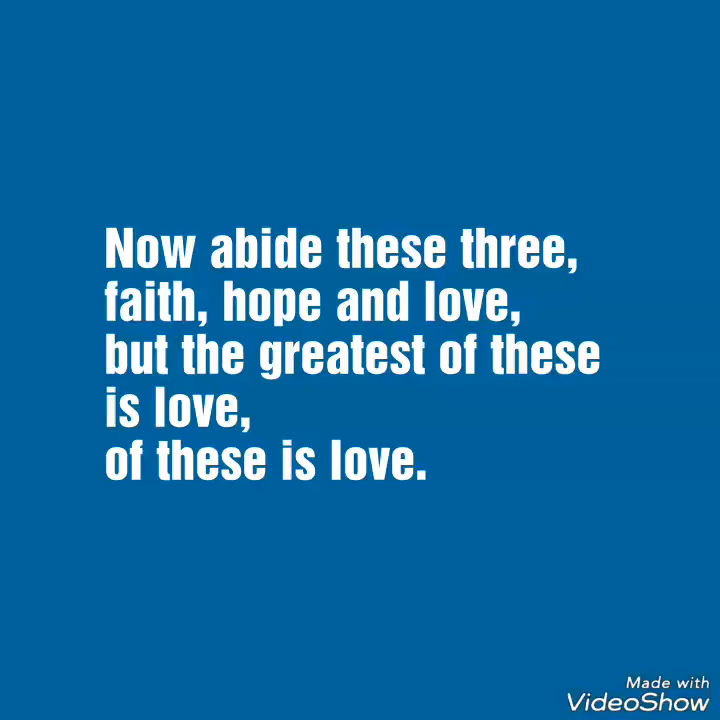 Now abide these three,
faith, hope and love,
but the greatest of these
is love,
of these is love.
Made with
VideoShow